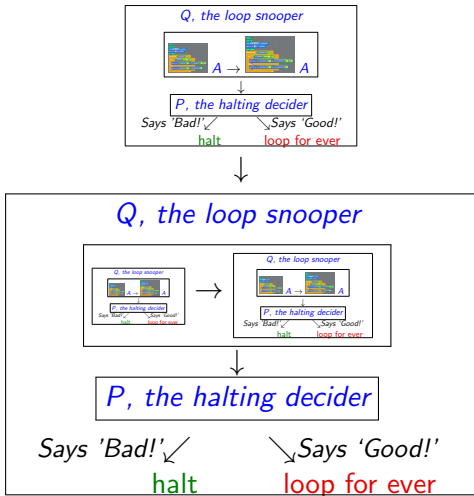 Q, the loop snooper
A → A
P, the halting decider
Says 'Bad!' Says 'Good!'
halt loop for ever
Q, the loop snooper
Q, the loop snooper
A → A
P, the halting decider
Says 'Bad!' Says 'Good!'
halt loop for ever
Q, the loop snooper
A → A
P, the halting decider
Says 'Bad!' Says 'Good!'
halt loop for ever
P, the halting decider
Says 'Bad!' Says 'Good!'
halt loop for ever